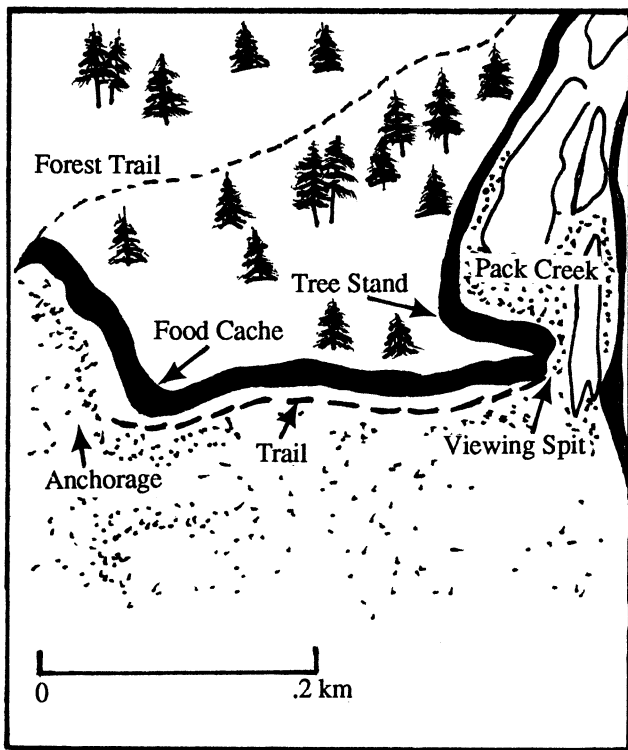 Forest Trail
Pack Creek
Tree Stand
Food Cache
Viewing Spit
Trail
Anchorage
0
.2 km